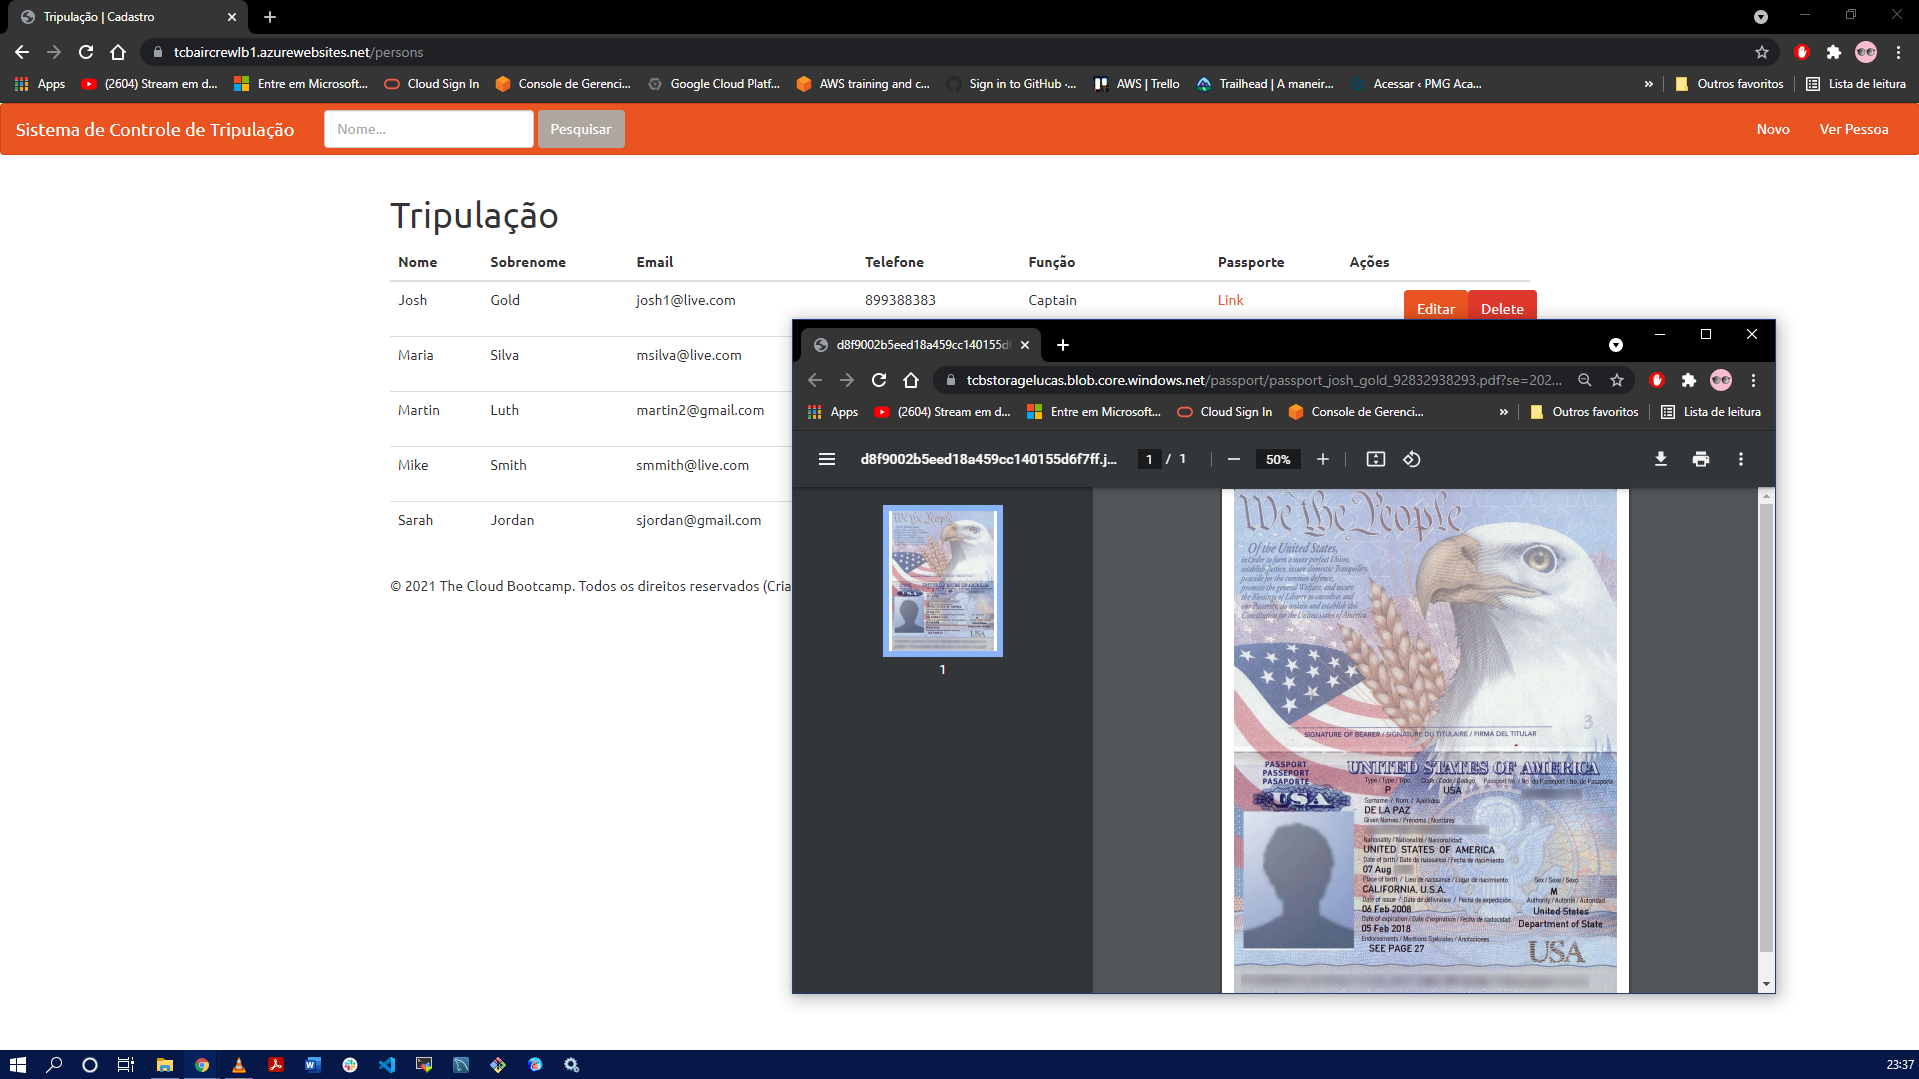 Tripulação | Cadastro
tcbaircrewlb1.azurewebsites.net/persons
Apps
(2604) Stream em d...
Entre em Microsoft...
Cloud Sign In
Console de Gerenci...
Google Cloud Platf...
AWS training and c...
Sign in to GitHub ·...
AWS | Trello
Trailhead | A maneir...
Acessar ‹ PMG Aca...
»
Outros favoritos
Lista de leitura
Sistema de Controle de Tripulação
Nome...
Pesquisar
Novo
Ver Pessoa
Tripulação
Nome Sobrenome Email Telefone Função Passporte Ações
Josh Gold josh1@live.com 899388383 Captain Link Editar Delete
Maria Silva msilva@live.com
Martin Luth martin2@gmail.com
Mike Smith smmith@live.com
Sarah Jordan sjordan@gmail.com
© 2021 The Cloud Bootcamp. Todos os direitos reservados (Cria
d8f9002b5eed18a459cc140155d
tcbstoragelucas.blob.core.windows.net/passport/passport_josh_gold_92832938293.pdf?se=202...
Apps
(2604) Stream em d...
Entre em Microsoft...
Cloud Sign In
Console de Gerenci...
»
Outros favoritos
Lista de leitura
d8f9002b5eed18a459cc140155d6f7ff.j...
1 / 1
50%
1
We the People
Of the United States,
in Order to form a more perfect Union,
establish Justice, insure domestic Tranquility,
provide for the common defence,
promote the general Welfare, and secure
the Blessings of Liberty to ourselves and
our Posterity, do ordain and establish this
Constitution for the United States of America.
3
SIGNATURE OF BEARER / SIGNATURE DU TITULAIRE / FIRMA DEL TITULAR
PASSPORT
PASSEPORT
PASAPORTE
USA
UNITED STATES OF AMERICA
Type / Type / Tipo Code / Code / Codigo Passport No. / No. du Passeport / No. de Pasaporte
P USA
Surname / Nom / Apellidos
DE LA PAZ
Given Names / Prénoms / Nombres
Nationality / Nationalité / Nacionalidad
UNITED STATES OF AMERICA
Date of birth / Date de naissance / Fecha de nacimiento
07 Aug
Place of birth / Lieu de naissance / Lugar de nacimiento
Sex / Sexe / Sexo
CALIFORNIA, U.S.A.
M
Date of issue / Date de délivrance / Fecha de expedición
Authority / Autorité / Autoridad
06 Feb 2008
United States
Date of expiration / Date d'expiration / Fecha de caducidad
Department of State
05 Feb 2018
Endorsements / Mentions Spéciales / Anotaciones
SEE PAGE 27
USA
23:37